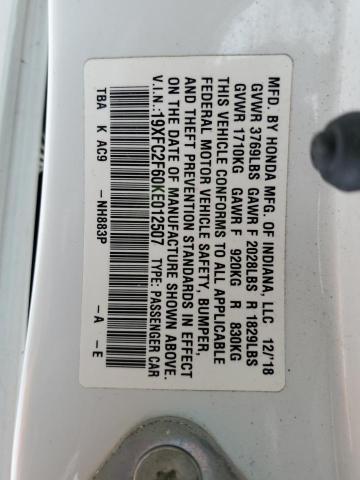 MFD. BY HONDA MFG. OF INDIANA, LLC 12/'18
GVWR 3769LBS GAWR F 2028LBS R 1829LBS
GVWR 1710KG GAWR F 920KG R 830KG
THIS VEHICLE CONFORMS TO ALL APPLICABLE
FEDERAL MOTOR VEHICLE SAFETY, BUMPER,
AND THEFT PREVENTION STANDARDS IN EFFECT
ON THE DATE OF MANUFACTURE SHOWN ABOVE.
V.I.N.: 19XFC2F60KE012507 TYPE: PASSENGER CAR
TBA K AC9 -NH883P -A -E